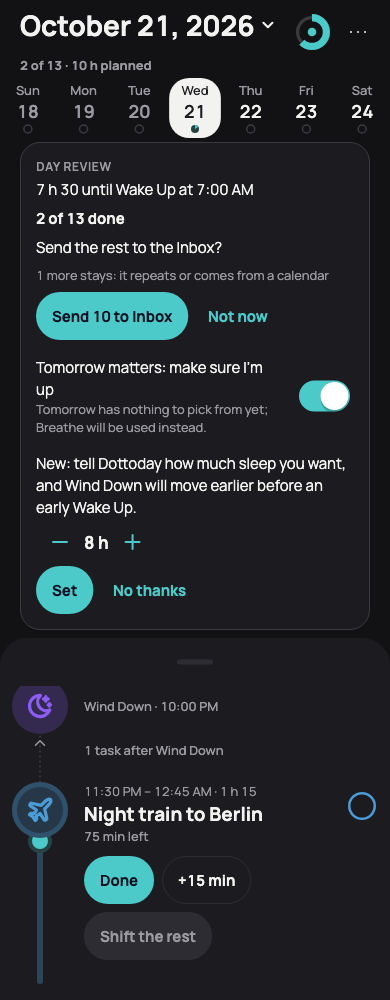 October 21, 2026
2 of 13 · 10 h planned
Sun Mon Tue Wed Thu Fri Sat
18 19 20 21 22 23 24
DAY REVIEW
7 h 30 until Wake Up at 7:00 AM
2 of 13 done
Send the rest to the Inbox?
1 more stays: it repeats or comes from a calendar
Send 10 to Inbox Not now
Tomorrow matters: make sure I'm
up
Tomorrow has nothing to pick from yet;
Breathe will be used instead.
New: tell Dottoday how much sleep you want,
and Wind Down will move earlier before an
early Wake Up.
— 8 h +
Set No thanks
Wind Down · 10:00 PM
1 task after Wind Down
11:30 PM – 12:45 AM · 1 h 15
Night train to Berlin
75 min left
Done +15 min
Shift the rest